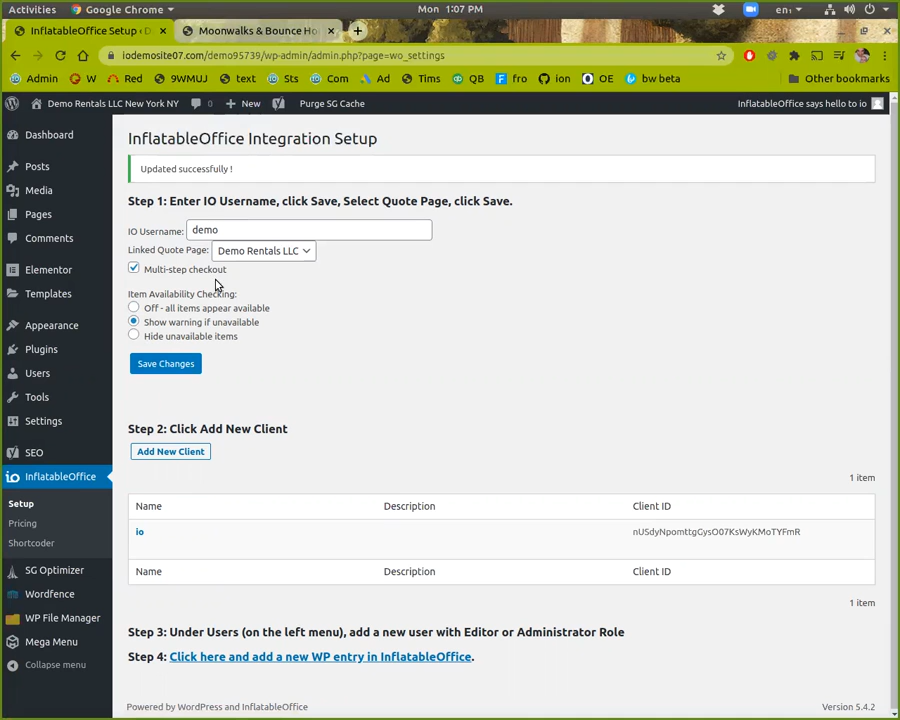 Activities Google Chrome Mon 1:07 PM en₁
InflatableOffice Setup ‹ D Moonwalks & Bounce Ho
iodemosite07.com/demo95739/wp-admin/admin.php?page=wo_settings
Admin W Red 9WMUJ text Sts Com Ad Tims QB fro ion OE bw beta Other bookmarks
Demo Rentals LLC New York NY 0 New Purge SG Cache InflatableOffice says hello to io
Dashboard
Posts
Media
Pages
Comments
Elementor
Templates
Appearance
Plugins
Users
Tools
Settings
SEO
InflatableOffice
Setup
Pricing
Shortcoder
SG Optimizer
Wordfence
WP File Manager
Mega Menu
Collapse menu
InflatableOffice Integration Setup
Updated successfully !
Step 1: Enter IO Username, click Save, Select Quote Page, click Save.
IO Username: demo
Linked Quote Page: Demo Rentals LLC
Multi-step checkout
Item Availability Checking:
Off - all items appear available
Show warning if unavailable
Hide unavailable items
Save Changes
Step 2: Click Add New Client
Add New Client
1 item
Name Description Client ID
io nUSdyNpomttgGysO07KsWyKMoTYFmR
Name Description Client ID
1 item
Step 3: Under Users (on the left menu), add a new user with Editor or Administrator Role
Step 4: Click here and add a new WP entry in InflatableOffice.
Powered by WordPress and InflatableOffice Version 5.4.2